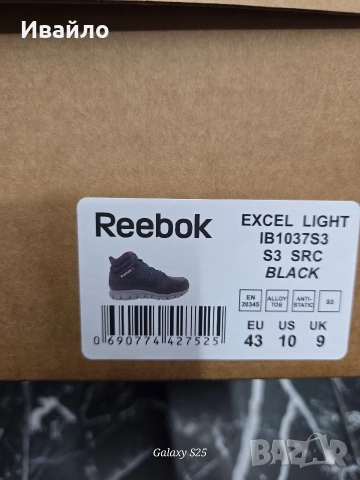 Ивайло
Reebok
EXCEL LIGHT
IB1037S3
S3 SRC
BLACK
EN
20345
ALLOY
TOE
ANTI-
STATIC
S3
EU US UK
43 10 9
0 690774 427525
Galaxy S25
BAZAR